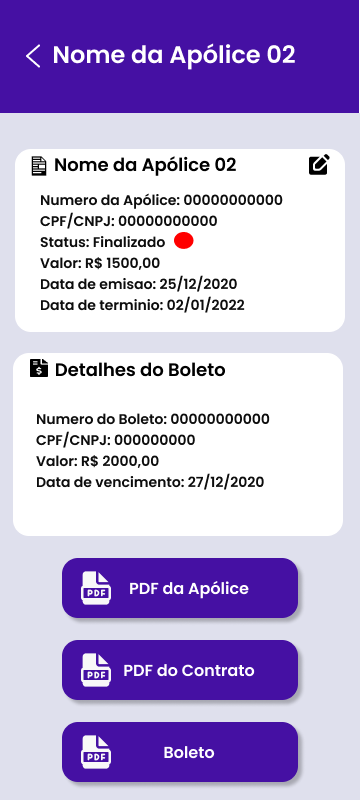 Nome da Apólice 02
Nome da Apólice 02
Numero da Apólice: 00000000000
CPF/CNPJ: 00000000000
Status: Finalizado
Valor: R$ 1500,00
Data de emisao: 25/12/2020
Data de terminio: 02/01/2022
Detalhes do Boleto
Numero do Boleto: 00000000000
CPF/CNPJ: 000000000
Valor: R$ 2000,00
Data de vencimento: 27/12/2020
PDF PDF da Apólice
PDF PDF do Contrato
PDF Boleto